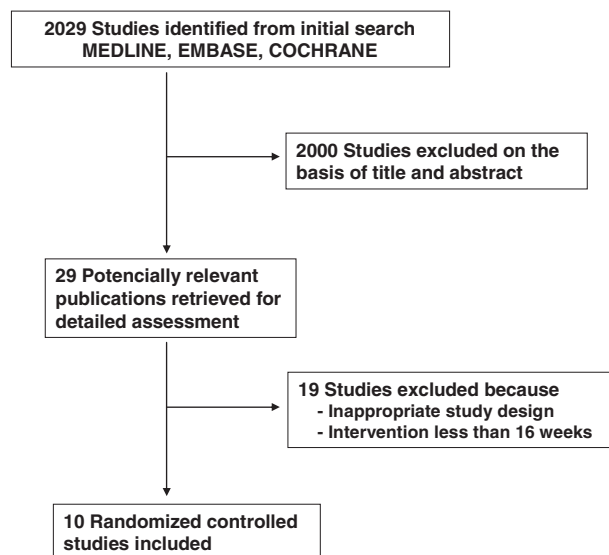 2029 Studies identified from initial search
MEDLINE, EMBASE, COCHRANE
2000 Studies excluded on the
basis of title and abstract
29 Potencially relevant
publications retrieved for
detailed assessment
19 Studies excluded because
- Inappropriate study design
- Intervention less than 16 weeks
10 Randomized controlled
studies included